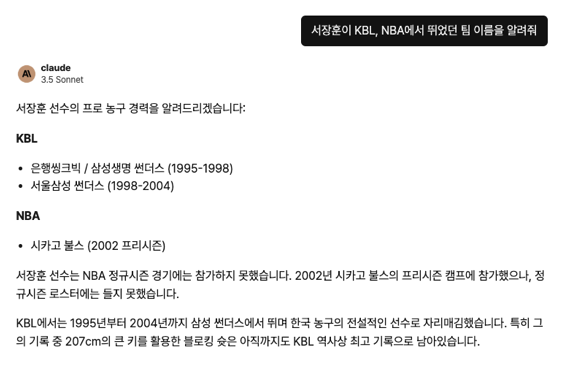 서장훈이 KBL, NBA에서 뛰었던 팀 이름을 알려줘
claude
3.5 Sonnet
서장훈 선수의 프로 농구 경력을 알려드리겠습니다:
KBL
• 은행씽크빅 / 삼성생명 썬더스 (1995-1998)
• 서울삼성 썬더스 (1998-2004)
NBA
• 시카고 불스 (2002 프리시즌)
서장훈 선수는 NBA 정규시즌 경기에는 참가하지 못했습니다. 2002년 시카고 불스의 프리시즌 캠프에 참가했으나, 정
규시즌 로스터에는 들지 못했습니다.
KBL에서는 1995년부터 2004년까지 삼성 썬더스에서 뛰며 한국 농구의 전설적인 선수로 자리매김했습니다. 특히 그
의 기록 중 207cm의 큰 키를 활용한 블로킹 슛은 아직까지도 KBL 역사상 최고 기록으로 남아있습니다.